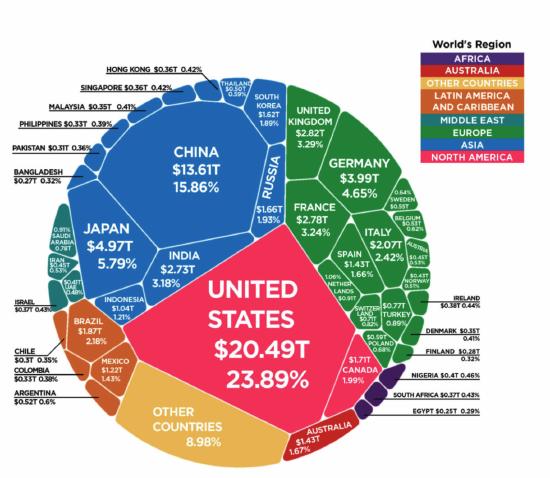 World's Region
AFRICA
AUSTRALIA
OTHER COUNTRIES
LATIN AMERICA
AND CARIBBEAN
MIDDLE EAST
EUROPE
ASIA
NORTH AMERICA
HONG KONG $0.36T 0.42%
SINGAPORE $0.36T 0.42%
MALAYSIA $0.35T 0.41%
PHILIPPINES $0.33T 0.39%
PAKISTAN $0.31T 0.36%
BANGLADESH
$0.27T 0.32%
THAILAND
$0.50T
0.59%
SOUTH
KOREA
$1.62T
1.89%
CHINA
$13.61T
15.86%
RUSSIA
$1.66T
1.93%
JAPAN
$4.97T
5.79%
INDIA
$2.73T
3.18%
INDONESIA
$1.04T
1.21%
UNITED
KINGDOM
$2.82T
3.29%
GERMANY
$3.99T
4.65%
FRANCE
$2.78T
3.24%
ITALY
$2.07T
2.42%
SPAIN
$1.43T
1.66%
0.64%
SWEDEN
$0.55T
BELGIUM
$0.53T
0.62%
AUSTRIA
$0.45T
0.53%
$0.43T
NORWAY
0.51%
1.06%
NETHER
LANDS
$0.91T
SWITZER
LAND
$0.71T
0.82%
$0.77T
TURKEY
0.89%
$0.59T
POLAND
0.68%
IRELAND
$0.38T 0.44%
DENMARK $0.35T
0.41%
FINLAND $0.28T
0.32%
0.91%
SAUDI
ARABIA
0.78T
IRAN
$0.45T
0.53%
$0.41T
UAE
0.48%
ISRAEL
$0.37T 0.43%
BRAZIL
$1.87T
2.18%
MEXICO
$1.22T
1.43%
CHILE
$0.3T 0.35%
COLOMBIA
$0.33T 0.38%
ARGENTINA
$0.52T 0.6%
UNITED
STATES
$20.49T
23.89%
$1.71T
CANADA
1.99%
NIGERIA $0.4T 0.46%
SOUTH AFRICA $0.37T 0.43%
EGYPT $0.25T 0.29%
OTHER
COUNTRIES
8.98%
AUSTRALIA
$1.43T
1.67%